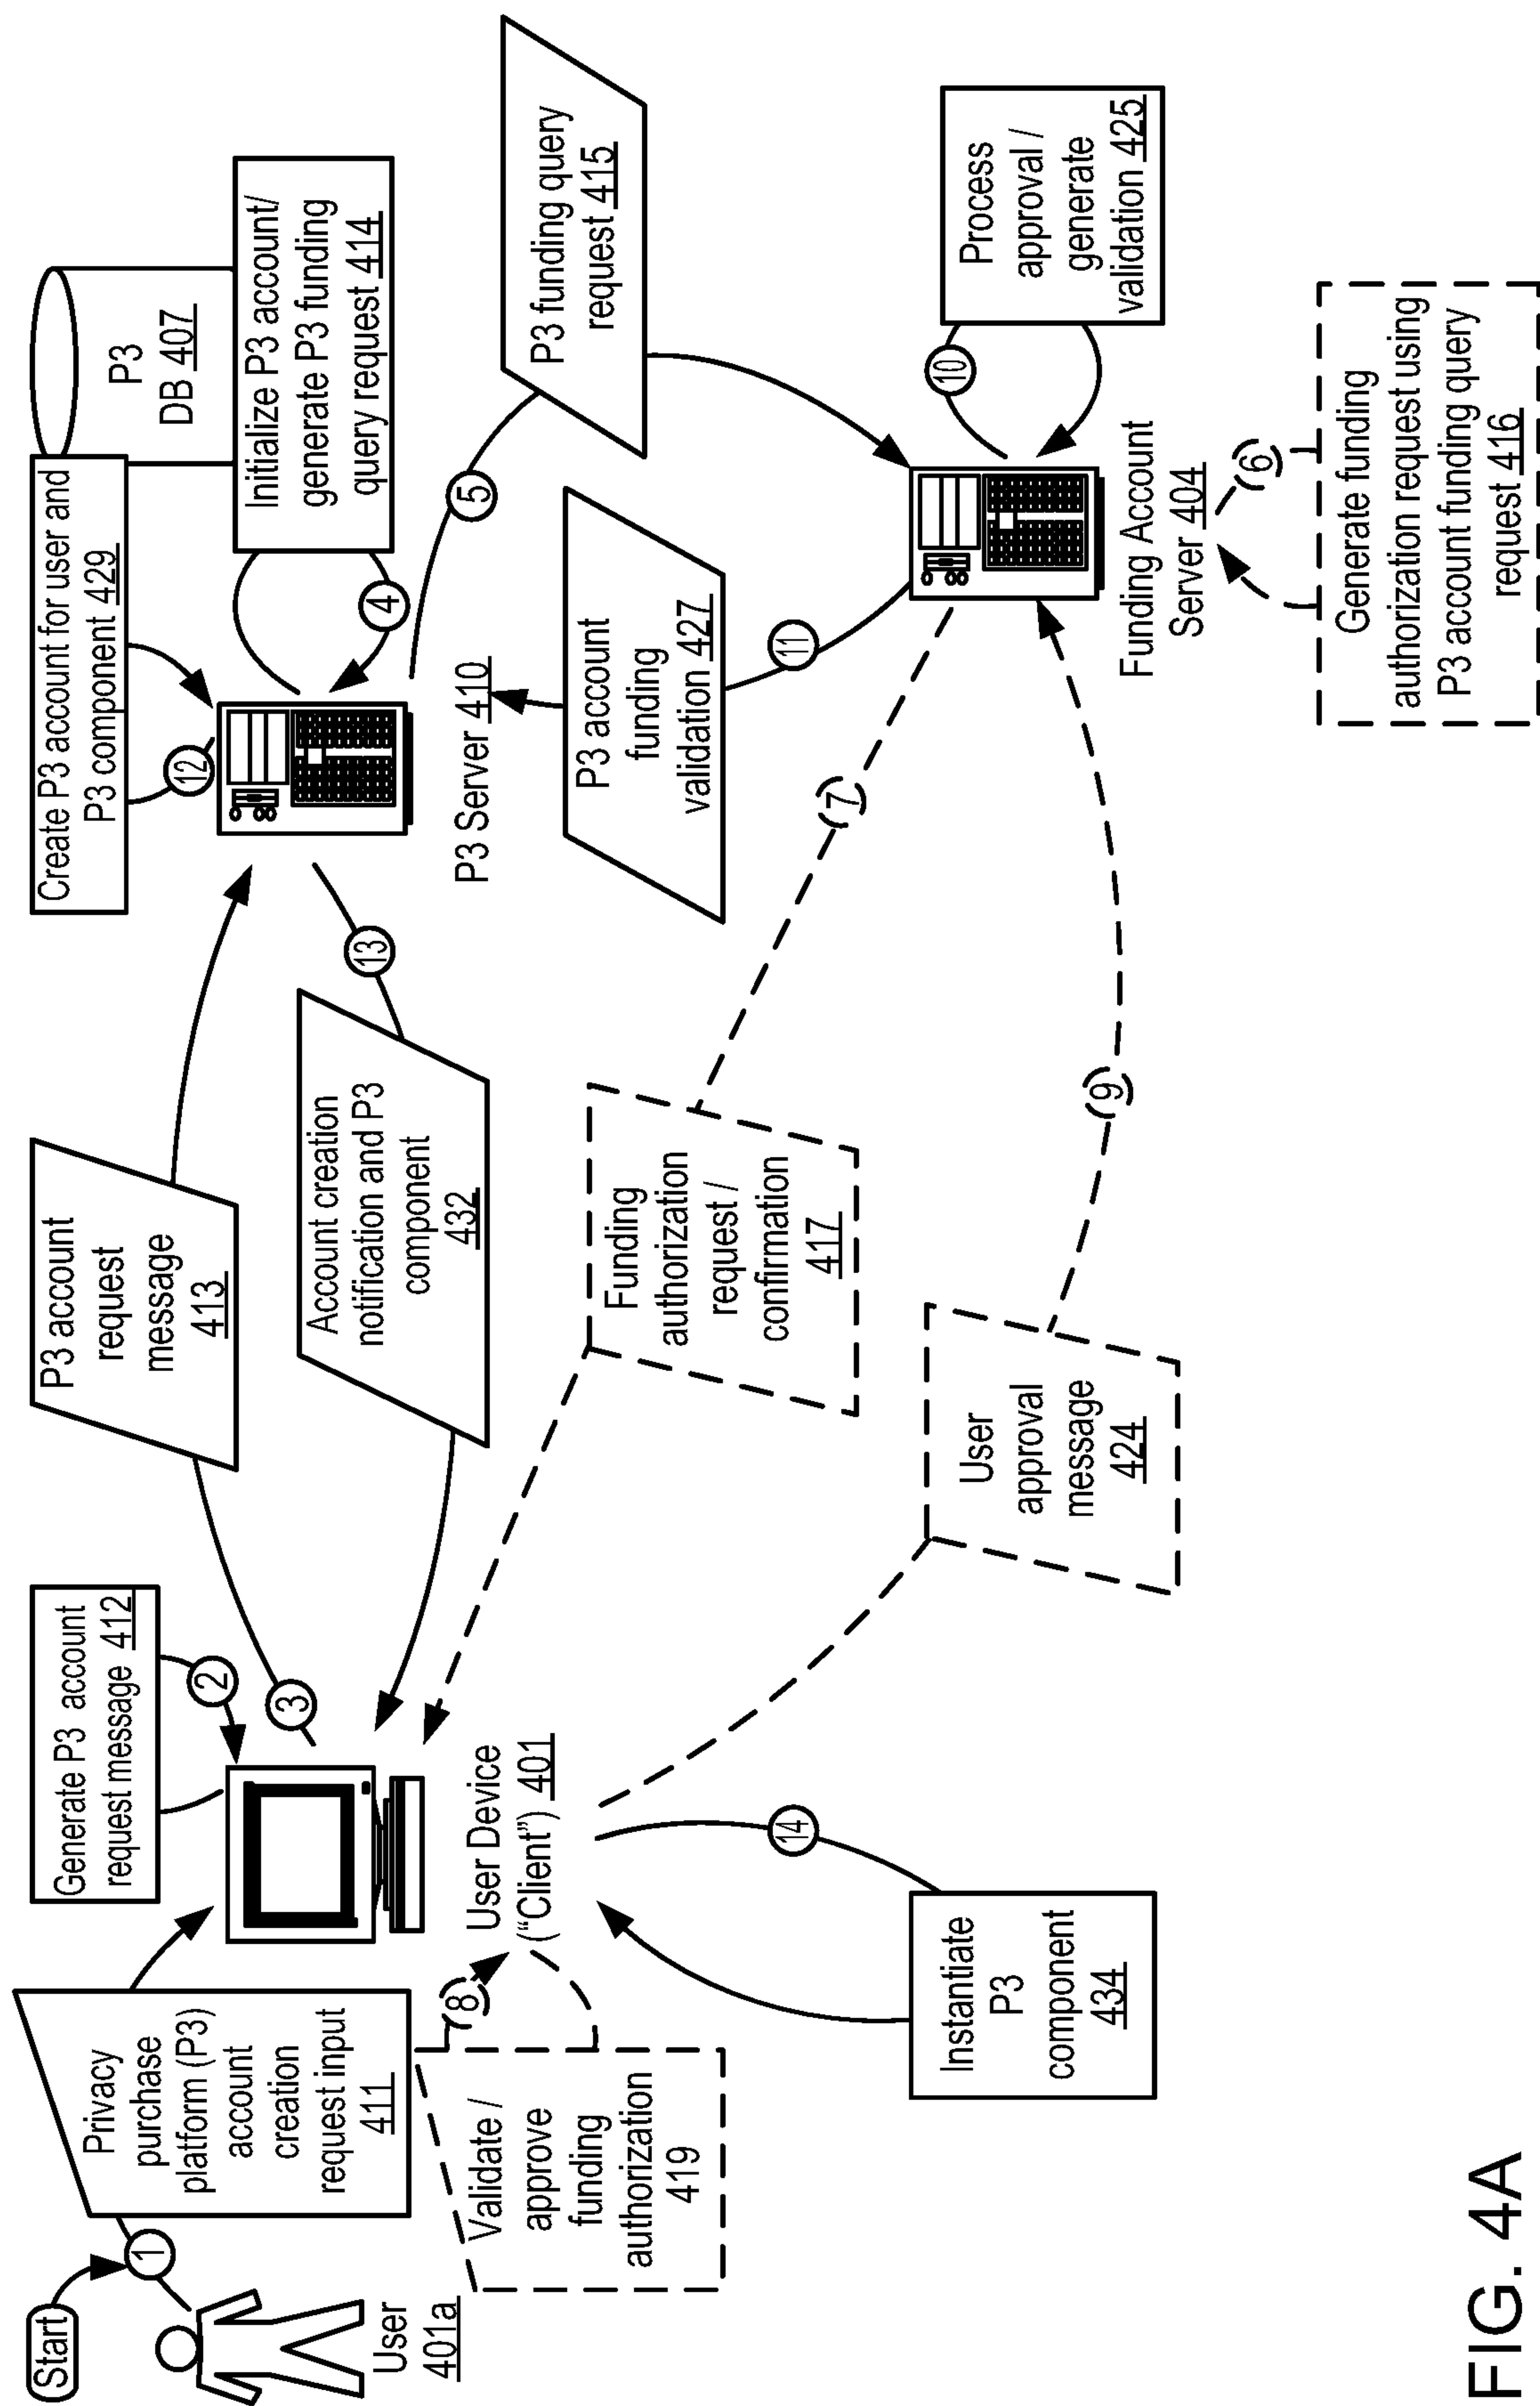 Start
1
User
401a
Privacy
purchase
platform (P3)
account
creation
request input
411
Generate P3 account
request message 412
2
3
P3 account
request
message
413
Create P3 account for user and
P3 component 429
12
P3
DB 407
Initialize P3 account/
generate P3 funding
query request 414
4
5
P3 Server 410
13
Account creation
notification and P3
component
432
User Device
("Client") 401
8
Validate /
approve
funding
authorization
419
P3 funding query
request 415
P3 account
funding
validation 427
11
10
Process
approval /
generate
validation 425
Funding Account
Server 404
6
Generate funding
authorization request using
P3 account funding query
request 416
7
Funding
authorization
request /
confirmation
417
9
User
approval
message
424
14
Instantiate
P3
component
434
FIG. 4A